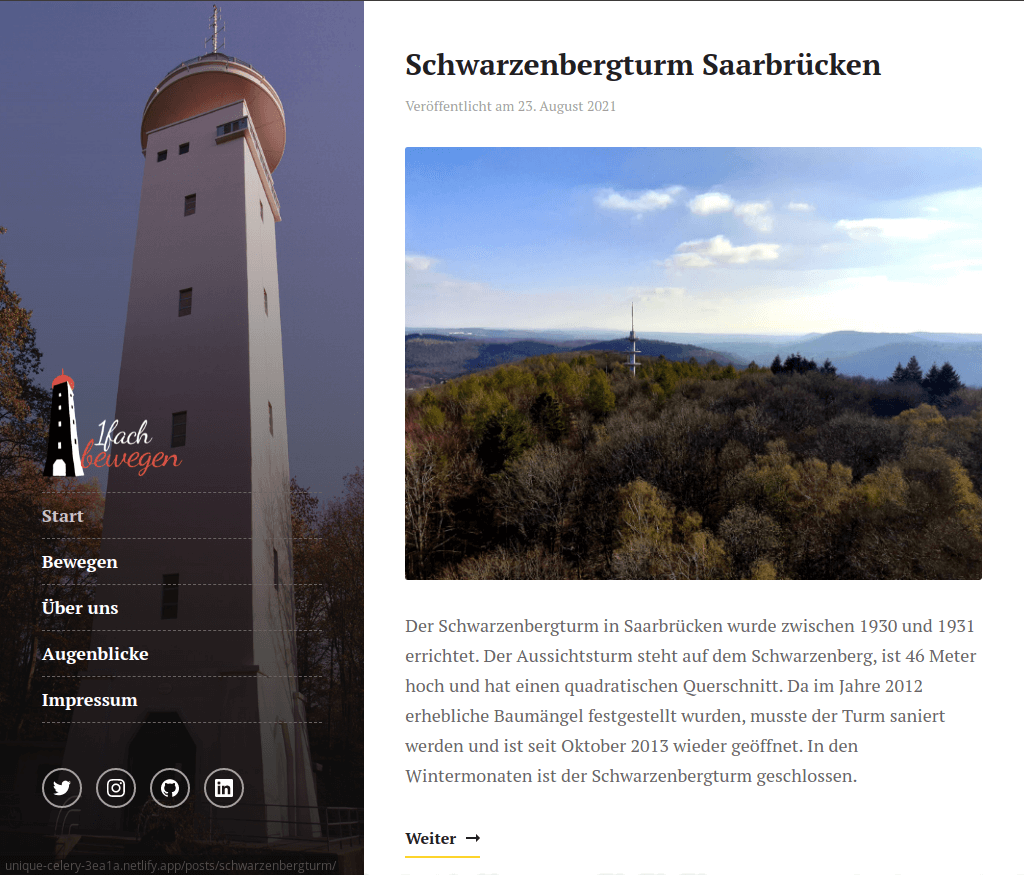 1fach
bewegen
Start
Bewegen
Über uns
Augenblicke
Impressum
unique-celery-3ea1a.netlify.app/posts/schwarzenbergturm/
Schwarzenbergturm Saarbrücken
Veröffentlicht am 23. August 2021
Der Schwarzenbergturm in Saarbrücken wurde zwischen 1930 und 1931
errichtet. Der Aussichtsturm steht auf dem Schwarzenberg, ist 46 Meter
hoch und hat einen quadratischen Querschnitt. Da im Jahre 2012
erhebliche Baumängel festgestellt wurden, musste der Turm saniert
werden und ist seit Oktober 2013 wieder geöffnet. In den
Wintermonaten ist der Schwarzenbergturm geschlossen.
Weiter →